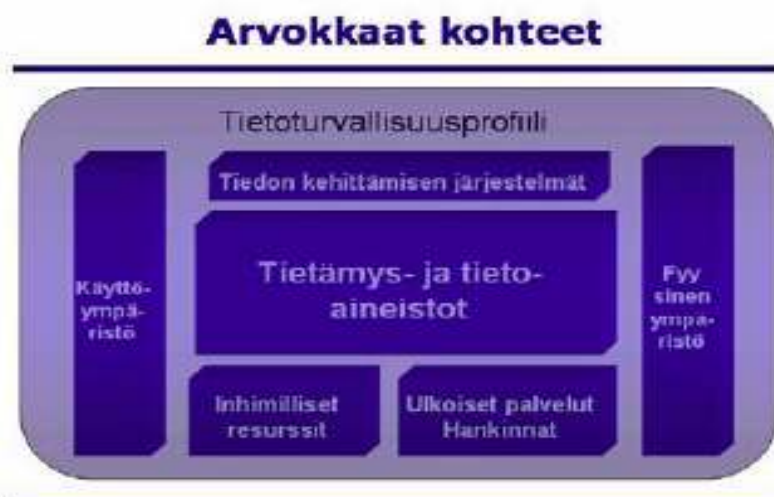 Arvokkaat kohteet
Tietoturvallisuusprofiili
Tiedon kehittämisen järjestelmät
Käyttö-
ympä-
ristö
Tietämys- ja tieto-
aineistot
Fyy
sinen
ympä-
ristö
Inhimilliset
resurssit
Ulkoiset palvelut
Hankinnat